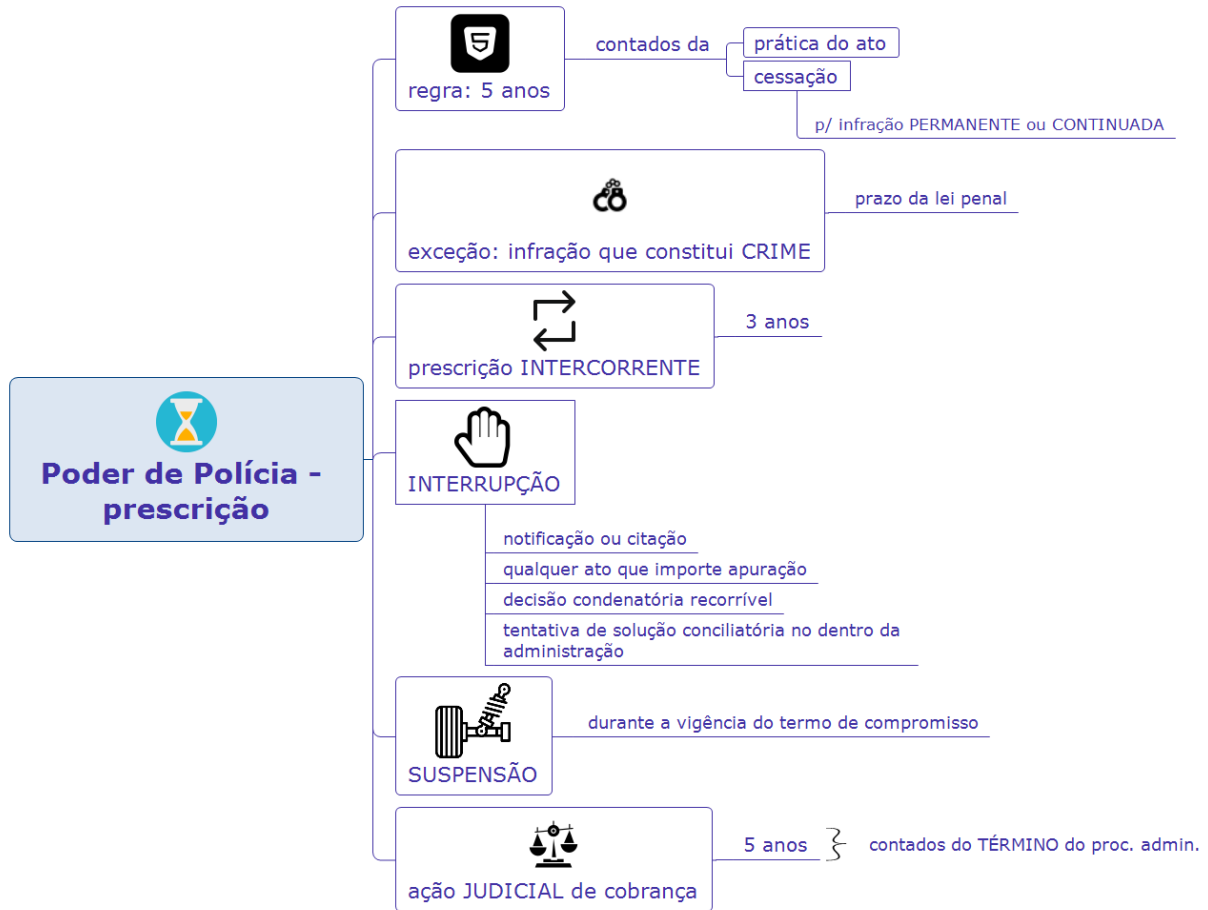 regra: 5 anos
contados da
prática do ato
cessação
p/ infração PERMANENTE ou CONTINUADA
exceção: infração que constitui CRIME
prazo da lei penal
prescrição INTERCORRENTE
3 anos
Poder de Polícia -
prescrição
INTERRUPÇÃO
notificação ou citação
qualquer ato que importe apuração
decisão condenatória recorrível
tentativa de solução conciliatória no dentro da
administração
SUSPENSÃO
durante a vigência do termo de compromisso
ação JUDICIAL de cobrança
5 anos
contados do TÉRMINO do proc. admin.